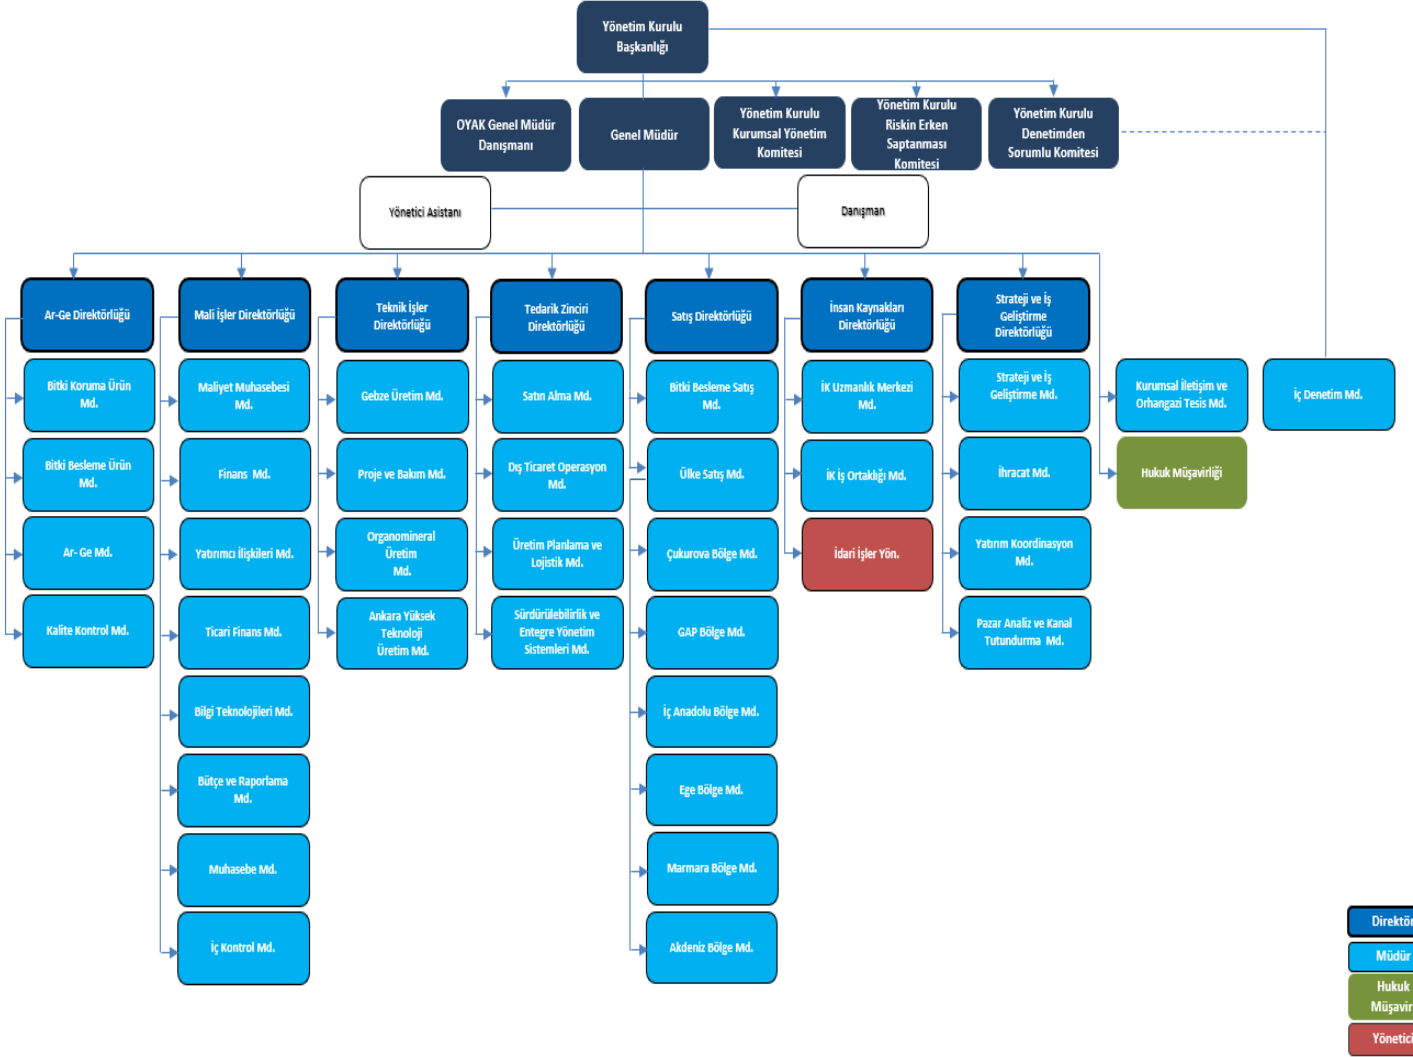 Yönetim Kurulu
Başkanlığı
OYAK Genel Müdür
Danışmanı
Genel Müdür
Yönetim Kurulu
Kurumsal Yönetim
Komitesi
Yönetim Kurulu
Riskin Erken
Saptanması
Komitesi
Yönetim Kurulu
Denetimden
Sorumlu Komitesi
Yönetici Asistanı
Danışman
Ar-Ge Direktörlüğü
Mali İşler Direktörlüğü
Teknik İşler
Direktörlüğü
Tedarik Zinciri
Direktörlüğü
Satış Direktörlüğü
İnsan Kaynakları
Direktörlüğü
Strateji ve İş
Geliştirme
Direktörlüğü
Bitki Koruma Ürün
Md.
Maliyet Muhasebesi
Md.
Gebze Üretim Md.
Satın Alma Md.
Bitki Besleme Satış
Md.
İK Uzmanlık Merkezi
Md.
Strateji ve İş
Geliştirme Md.
Kurumsal İletişim ve
Orhangazi Tesis Md.
İç Denetim Md.
Bitki Besleme Ürün
Md.
Finans Md.
Proje ve Bakım Md.
Dış Ticaret Operasyon
Md.
Ülke Satış Md.
İK İş Ortaklığı Md.
İhracat Md.
Hukuk Müşavirliği
Ar- Ge Md.
Yatırımcı İlişkileri Md.
Organomineral
Üretim
Md.
Üretim Planlama ve
Lojistik Md.
Çukurova Bölge Md.
İdari İşler Yön.
Yatırım Koordinasyon
Md.
Kalite Kontrol Md.
Ticari Finans Md.
Ankara Yüksek
Teknoloji
Üretim Md.
Sürdürülebilirlik ve
Entegre Yönetim
Sistemleri Md.
GAP Bölge Md.
Pazar Analiz ve Kanal
Tutundurma Md.
Bilgi Teknolojileri Md.
İç Anadolu Bölge Md.
Bütçe ve Raporlama
Md.
Ege Bölge Md.
Muhasebe Md.
Marmara Bölge Md.
İç Kontrol Md.
Akdeniz Bölge Md.
Direktör
Müdür
Hukuk
Müşavir
Yönetici